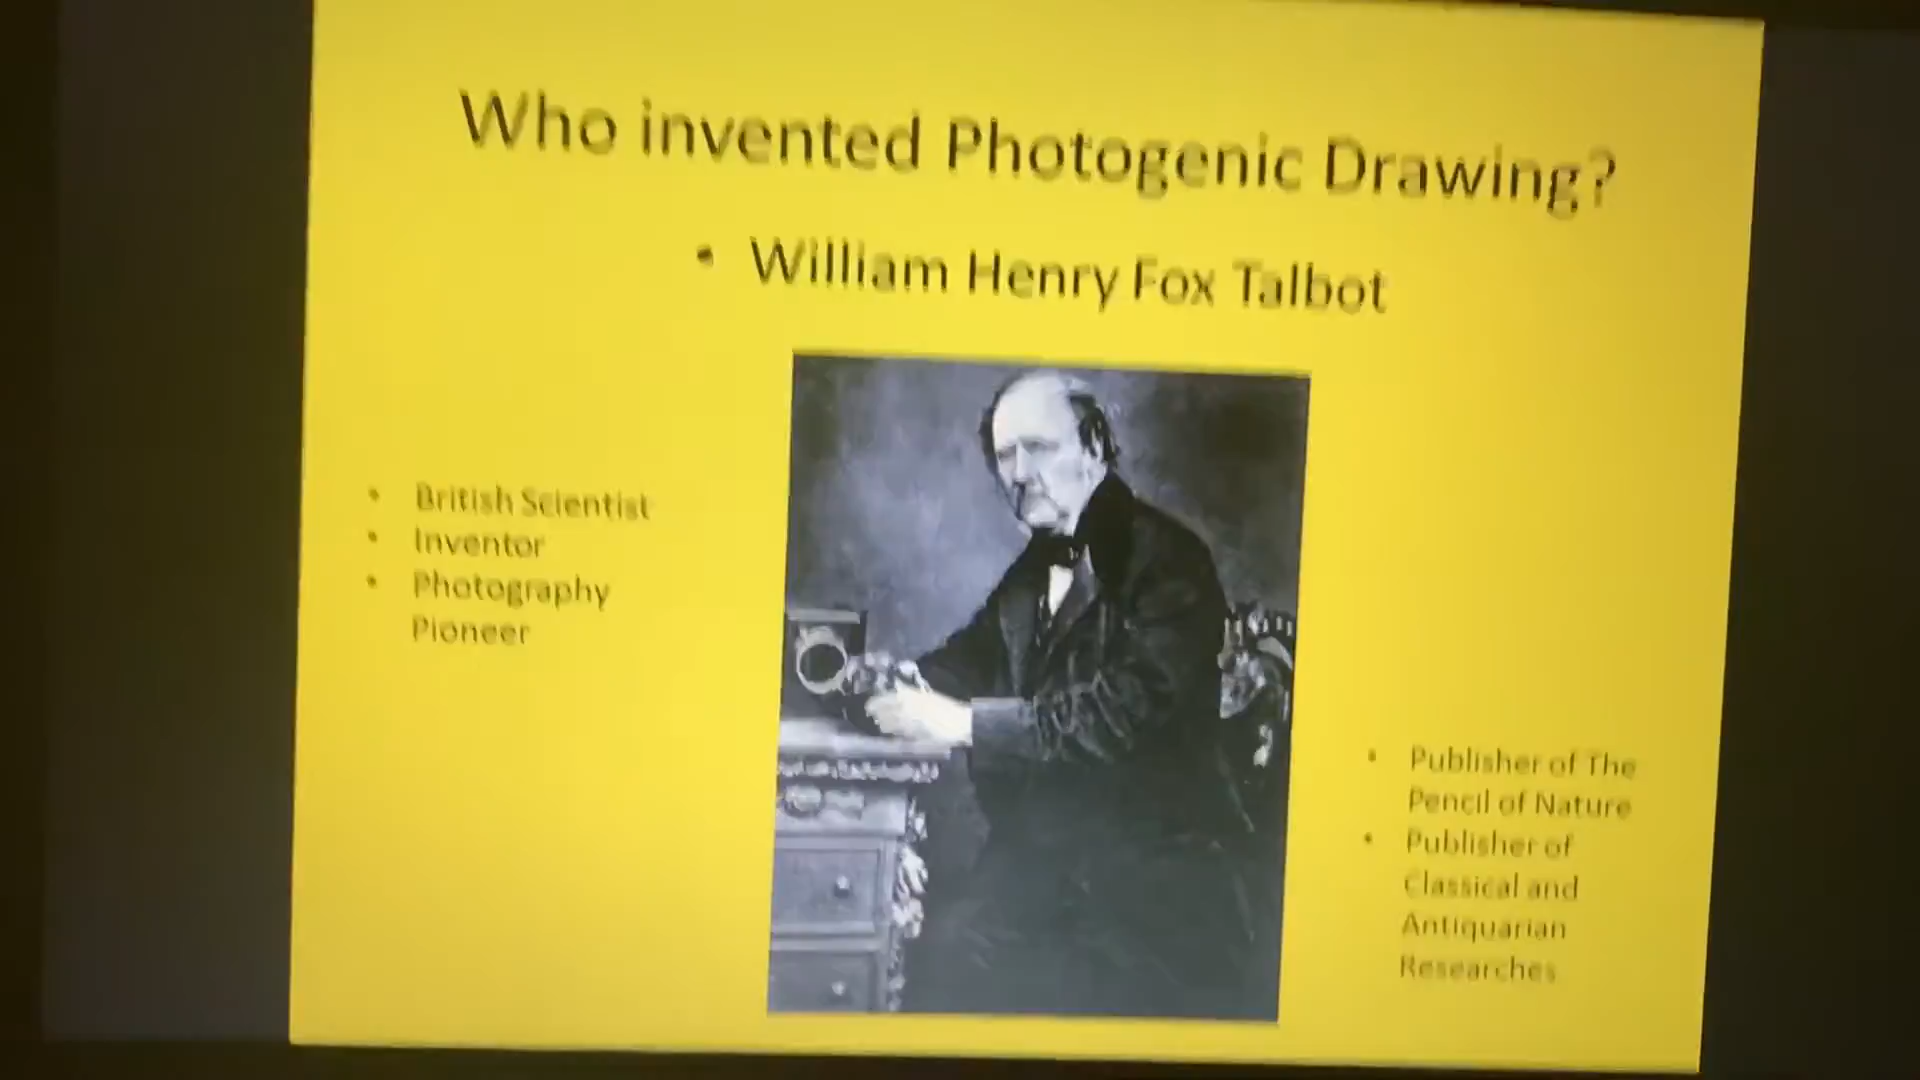 Who invented Photogenic Drawing?
• William Henry Fox Talbot
• British Scientist
• Inventor
• Photography
Pioneer
• Publisher of The
Pencil of Nature
• Publisher of
Classical and
Antiquarian
Researches